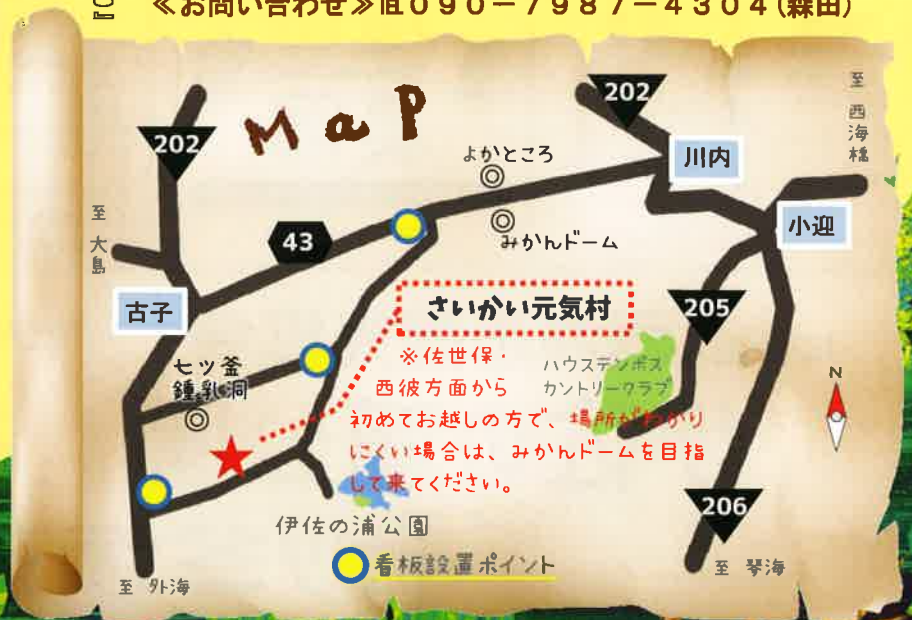 ≪お問い合わせ≫℡０９０－７９８７－４３０４(森田)
MaP
202
202
至 西海橋
よかところ
川内
至 大島
43
みかんドーム
小迎
古子
さいかい元気村
205
七ツ釜
鍾乳洞
※佐世保・
西彼方面から
初めてお越しの方で、場所がわかり
にくい場合は、みかんドームを目指
して来てください。
ハウステンボス
カントリークラブ
N
206
伊佐の浦公園
看板設置ポイント
至 外海
至 琴海